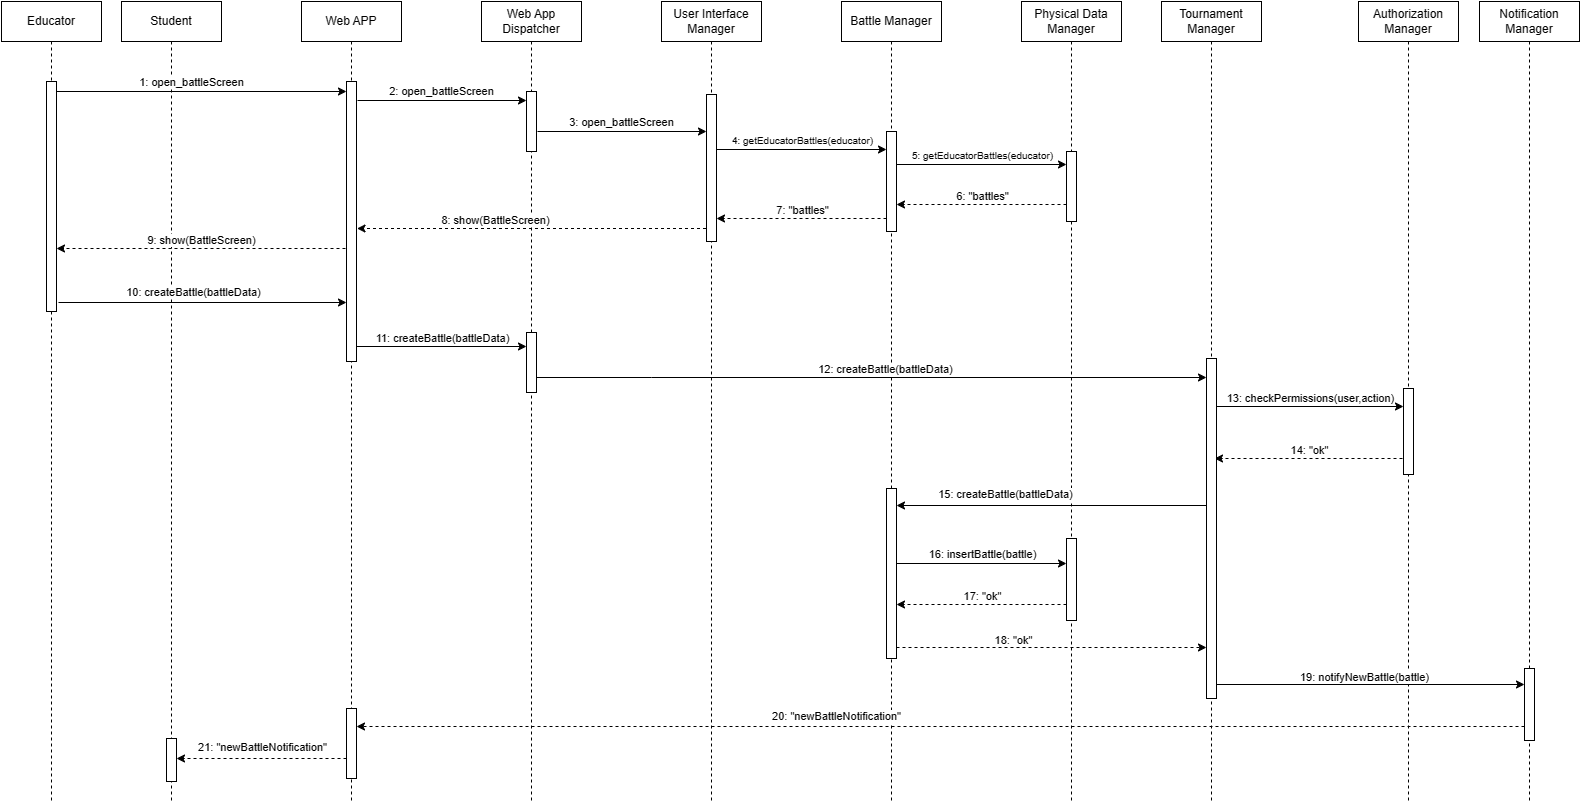 Educator
Student
Web APP
Web App
Dispatcher
User Interface
Manager
Battle Manager
Physical Data
Manager
Tournament
Manager
Authorization
Manager
Notification
Manager
1: open_battleScreen
2: open_battleScreen
3: open_battleScreen
4: getEducatorBattles(educator)
5: getEducatorBattles(educator)
6: "battles"
7: "battles"
8: show(BattleScreen)
9: show(BattleScreen)
10: createBattle(battleData)
11: createBattle(battleData)
12: createBattle(battleData)
13: checkPermissions(user,action)
14: "ok"
15: createBattle(battleData)
16: insertBattle(battle)
17: "ok"
18: "ok"
19: notifyNewBattle(battle)
20: "newBattleNotification"
21: "newBattleNotification"